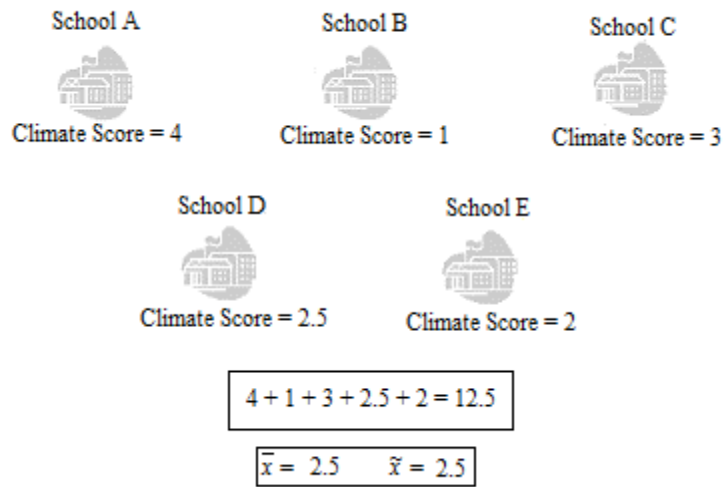 School A
School B
School C
Climate Score = 4
Climate Score = 1
Climate Score = 3
School D
School E
Climate Score = 2.5
Climate Score = 2
4 + 1 + 3 + 2.5 + 2 = 12.5
x̅ = 2.5 x̃ = 2.5